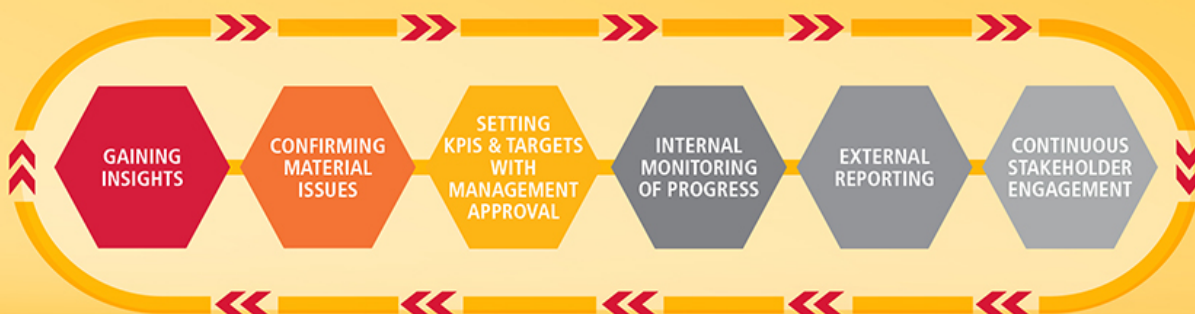 GAINING
INSIGHTS
CONFIRMING
MATERIAL
ISSUES
SETTING
KPIS & TARGETS
WITH
MANAGEMENT
APPROVAL
INTERNAL
MONITORING
OF PROGRESS
EXTERNAL
REPORTING
CONTINUOUS
STAKEHOLDER
ENGAGEMENT